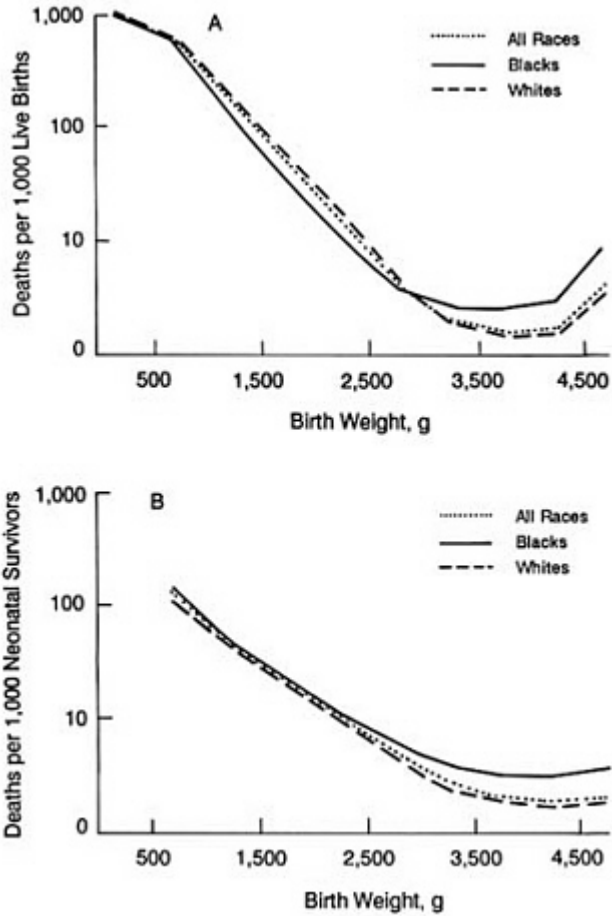 A
1,000
100
10
0
Deaths per 1,000 Live Births
All Races
Blacks
Whites
500 1,500 2,500 3,500 4,500
Birth Weight, g
B
1,000
100
10
0
Deaths per 1,000 Neonatal Survivors
All Races
Blacks
Whites
500 1,500 2,500 3,500 4,500
Birth Weight, g